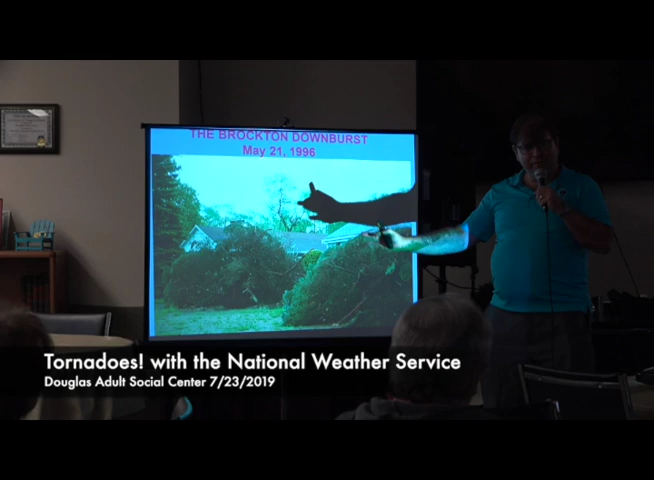 THE BROCKTON DOWNBURST
May 21, 1996
Tornadoes! with the National Weather Service
Douglas Adult Social Center 7/23/2019